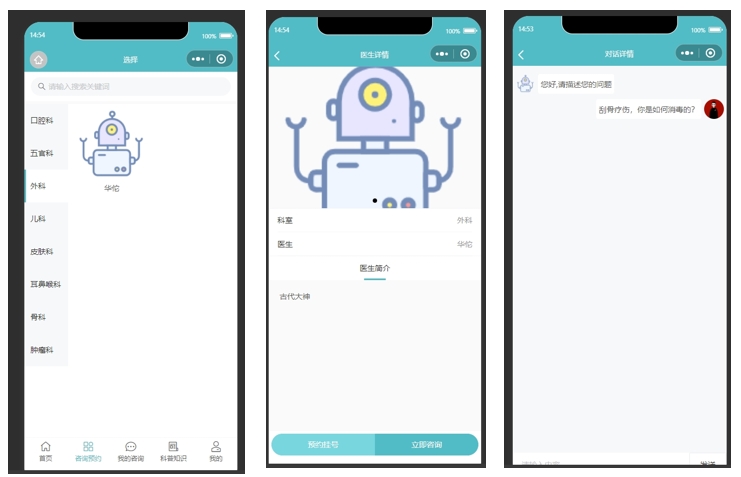 14:54
100%
选择
请输入搜索关键词
口腔科
五官科
外科
华佗
儿科
皮肤科
耳鼻喉科
骨科
肿瘤科
首页
咨询预约
我的咨询
科普知识
我的
14:54
100%
医生详情
科室
外科
医生
华佗
医生简介
古代大神
预约挂号
立即咨询
14:53
100%
对话详情
您好,请描述您的问题
刮骨疗伤，你是如何消毒的?
发送